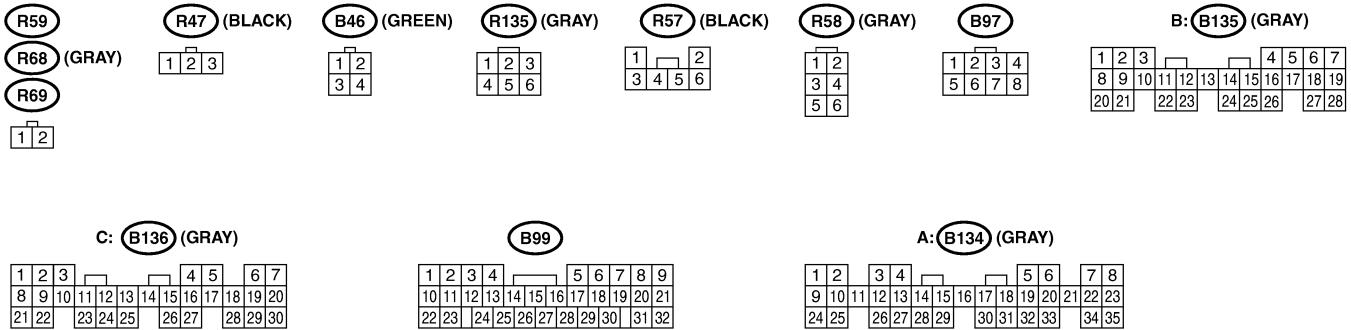 R59
R68 (GRAY)
R69
1 2
R47 (BLACK)
1 2 3
B46 (GREEN)
1 2
3 4
R135 (GRAY)
1 2 3
4 5 6
R57 (BLACK)
1 2
3 4 5 6
R58 (GRAY)
1 2
3 4
5 6
B97
1 2 3 4
5 6 7 8
B: B135 (GRAY)
1 2 3 4 5 6 7
8 9 10 11 12 13 14 15 16 17 18 19
20 21 22 23 24 25 26 27 28
C: B136 (GRAY)
1 2 3 4 5 6 7
8 9 10 11 12 13 14 15 16 17 18 19 20
21 22 23 24 25 26 27 28 29 30
B99
1 2 3 4 5 6 7 8 9
10 11 12 13 14 15 16 17 18 19 20 21
22 23 24 25 26 27 28 29 30 31 32
A: B134 (GRAY)
1 2 3 4 5 6 7 8
9 10 11 12 13 14 15 16 17 18 19 20 21 22 23
24 25 26 27 28 29 30 31 32 33 34 35